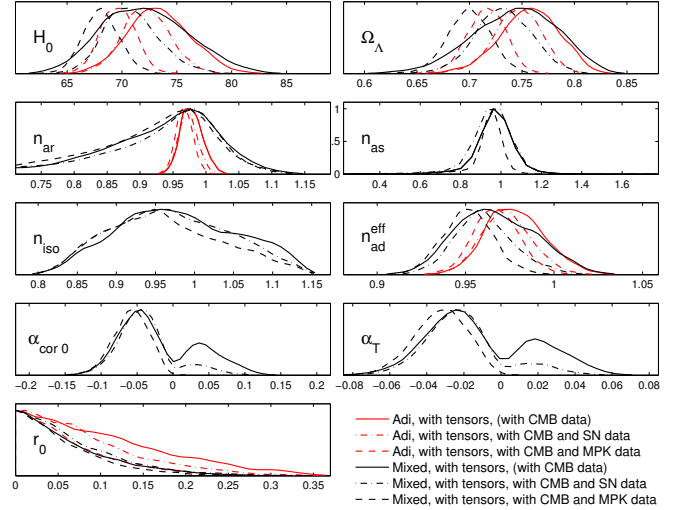 H0
65 70 75 80 85
ΩΛ
0.6 0.65 0.7 0.75 0.8 0.85
nar
0.75 0.8 0.85 0.9 0.95 1 1.05 1.1 1.15
nas
1
.5
0
0.4 0.6 0.8 1 1.2 1.4 1.6
niso
0.8 0.85 0.9 0.95 1 1.05 1.1 1.15
nadeff
0.9 0.95 1 1.05
αcor 0
−0.2 −0.15 −0.1 −0.05 0 0.05 0.1 0.15 0.2
αT
−0.08 −0.06 −0.04 −0.02 0 0.02 0.04 0.06 0.08
r0
0 0.05 0.1 0.15 0.2 0.25 0.3 0.35
Adi, with tensors, (with CMB data)
Adi, with tensors, with CMB and SN data
Adi, with tensors, with CMB and MPK data
Mixed, with tensors, (with CMB data)
Mixed, with tensors, with CMB and SN data
Mixed, with tensors, with CMB and MPK data